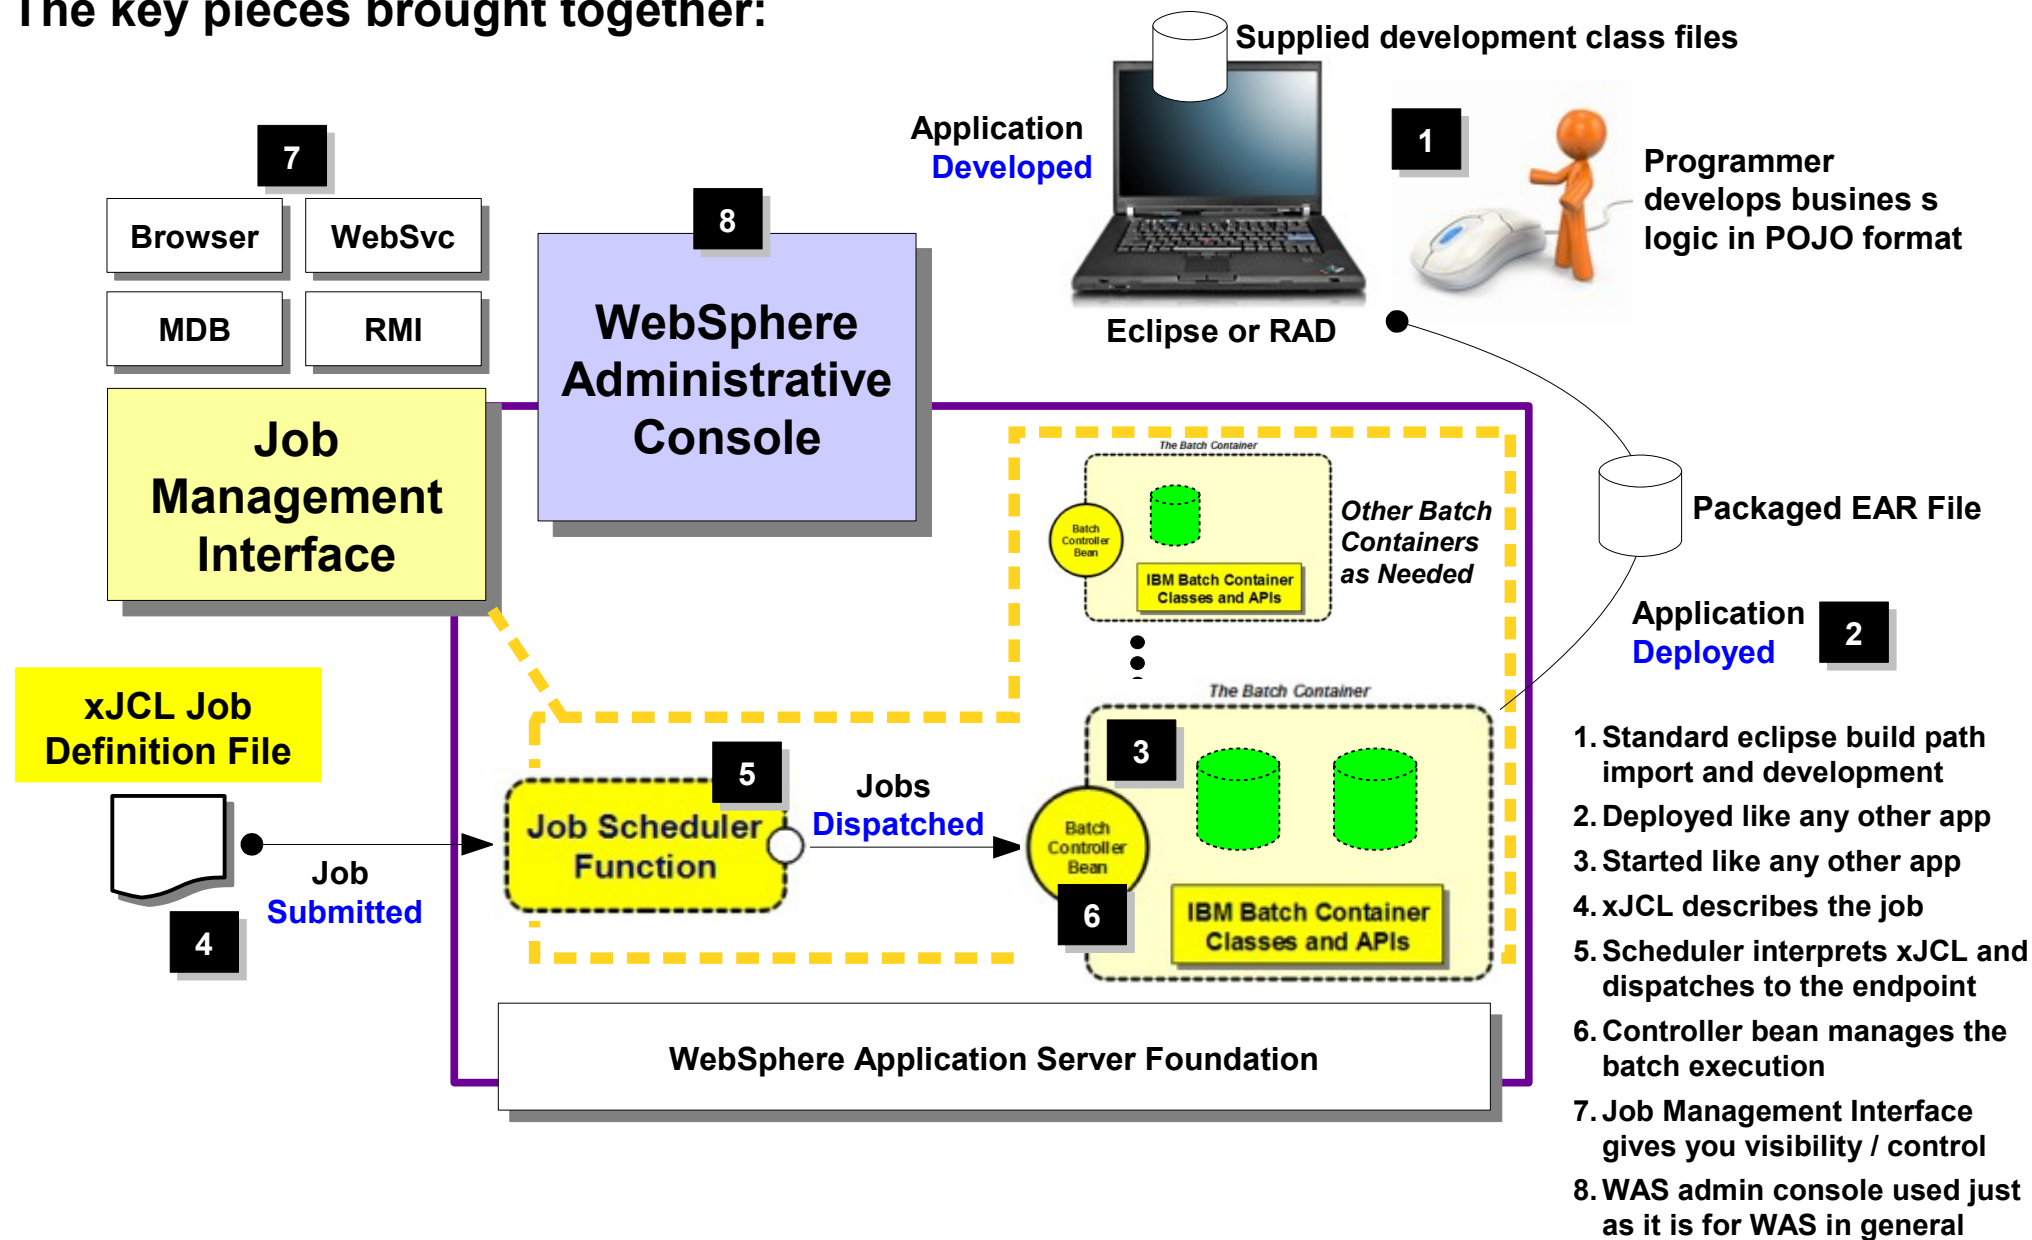 The key pieces brought together:
Supplied development class files
Application
Developed
1
Programmer
develops busines s
logic in POJO format
Eclipse or RAD
7
Browser
WebSvc
MDB
RMI
8
WebSphere
Administrative
Console
Job
Management
Interface
The Batch Container
Batch
Controller
Bean
IBM Batch Container
Classes and APIs
Other Batch
Containers
as Needed
Packaged EAR File
Application
Deployed
2
xJCL Job
Definition File
Job
Submitted
4
Job Scheduler
Function
5
Jobs
Dispatched
The Batch Container
3
Batch
Controller
Bean
6
IBM Batch Container
Classes and APIs
WebSphere Application Server Foundation
1. Standard eclipse build path
import and development
2. Deployed like any other app
3. Started like any other app
4. xJCL describes the job
5. Scheduler interprets xJCL and
dispatches to the endpoint
6. Controller bean manages the
batch execution
7. Job Management Interface
gives you visibility / control
8. WAS admin console used just
as it is for WAS in general